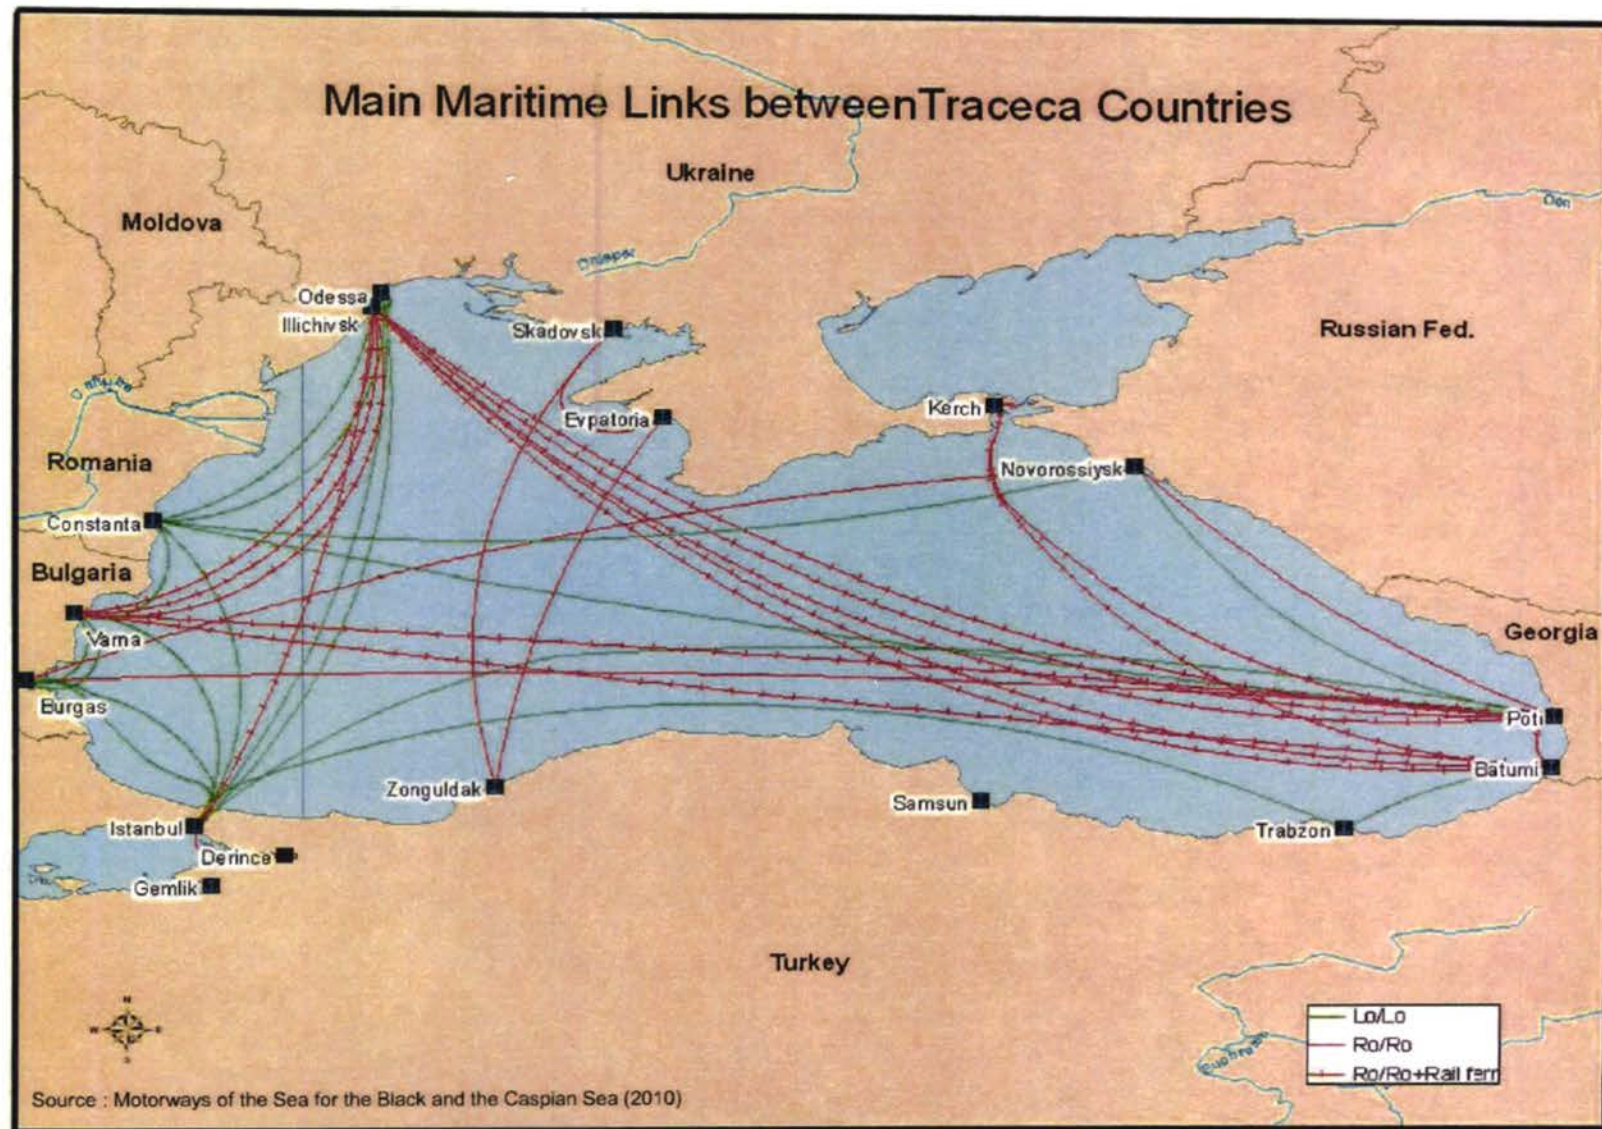 Main Maritime Links betweenTraceca Countries
Ukraine
Moldova
Don
Dnieper
Odessa
Illichivsk
Skadovsk
Russian Fed.
Danube
Evpatoria
Kerch
Romania
Novorossiysk
Constanta
Bulgaria
Varna
Georgia
Burgas
Poti
Batumi
Zonguldak
Samsun
Istanbul
Trabzon
Derince
Gemlik
Turkey
N
W E
S
Lo/Lo
Ro/Ro
Ro/Ro+Rail ferr
Source : Motorways of the Sea for the Black and the Caspian Sea (2010)